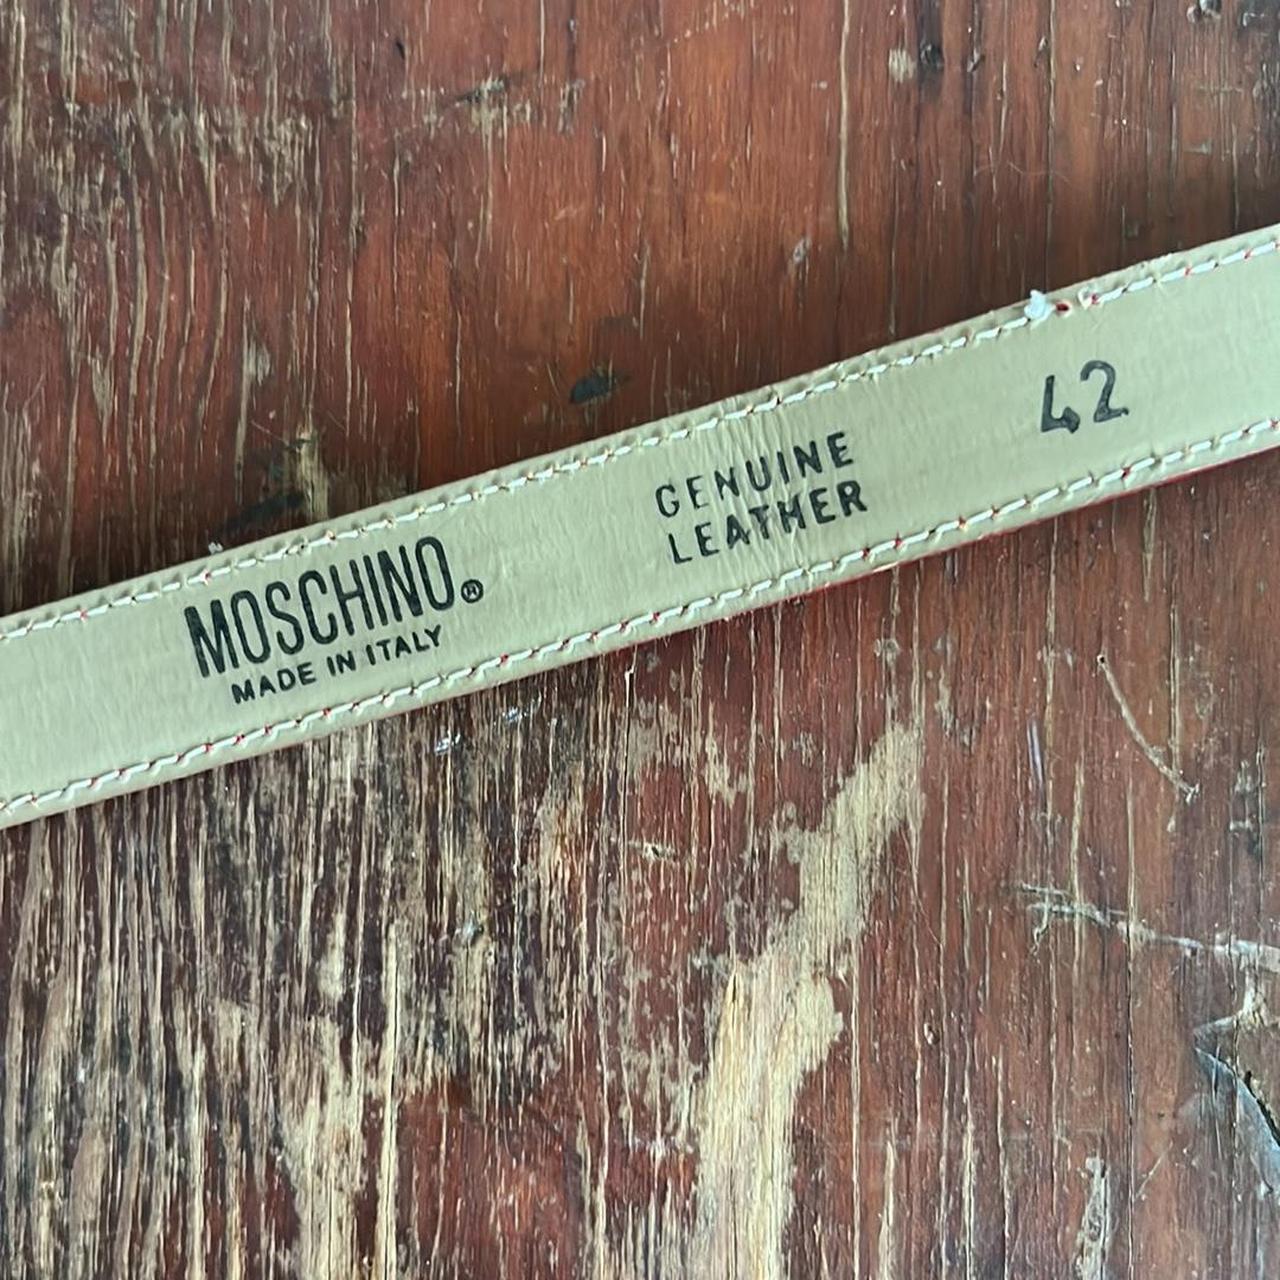 MOSCHINO®
MADE IN ITALY
GENUINE
LEATHER
42